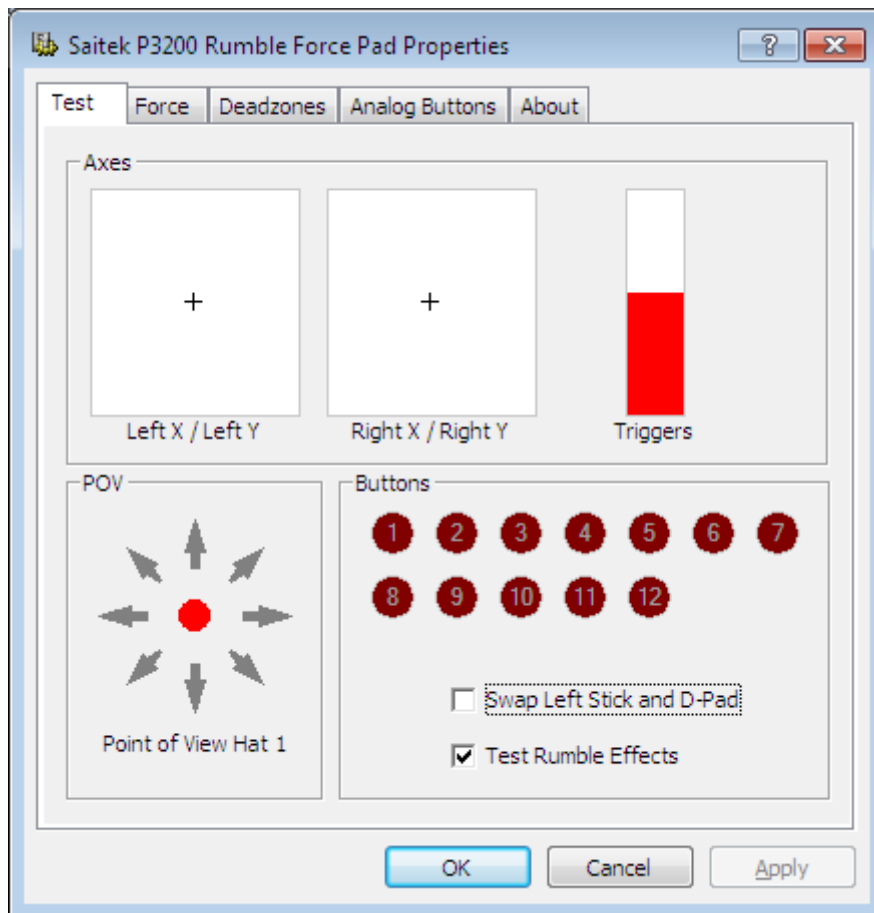 Saitek P3200 Rumble Force Pad Properties
?
Test Force Deadzones Analog Buttons About
Axes
Left X / Left Y Right X / Right Y Triggers
POV
Buttons
1 2 3 4 5 6 7
8 9 10 11 12
Swap Left Stick and D-Pad
Point of View Hat 1
Test Rumble Effects
OK Cancel Apply